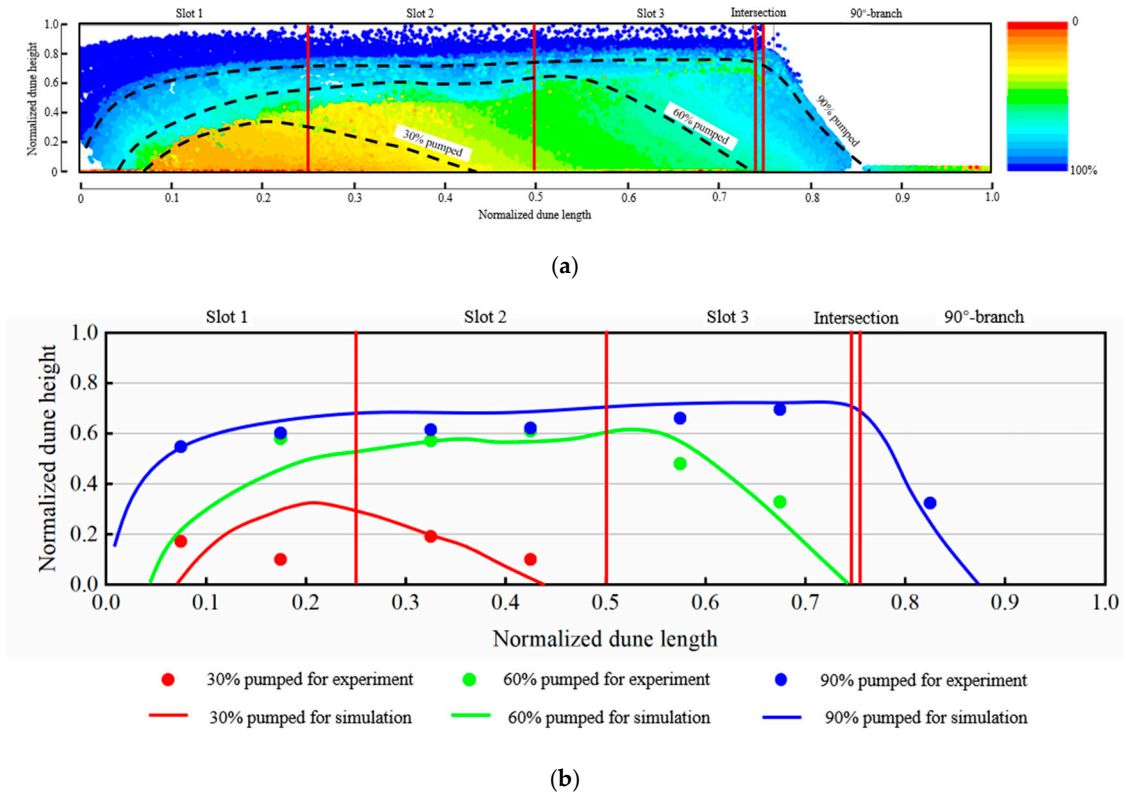 Slot 1 Slot 2 Slot 3 Intersection 90°-branch
Normalized dune height
1.0
0.8
0.6
0.4
0.2
0
30% pumped
60% pumped
90% pumped
0
100%
0 0.1 0.2 0.3 0.4 0.5 0.6 0.7 0.8 0.9 1.0
Normalized dune length
(a)
Slot 1 Slot 2 Slot 3 Intersection 90°-branch
Normalized dune height
1.0
0.8
0.6
0.4
0.2
0.0
0.0 0.1 0.2 0.3 0.4 0.5 0.6 0.7 0.8 0.9 1.0
Normalized dune length
30% pumped for experiment 60% pumped for experiment 90% pumped for experiment
30% pumped for simulation 60% pumped for simulation 90% pumped for simulation
(b)